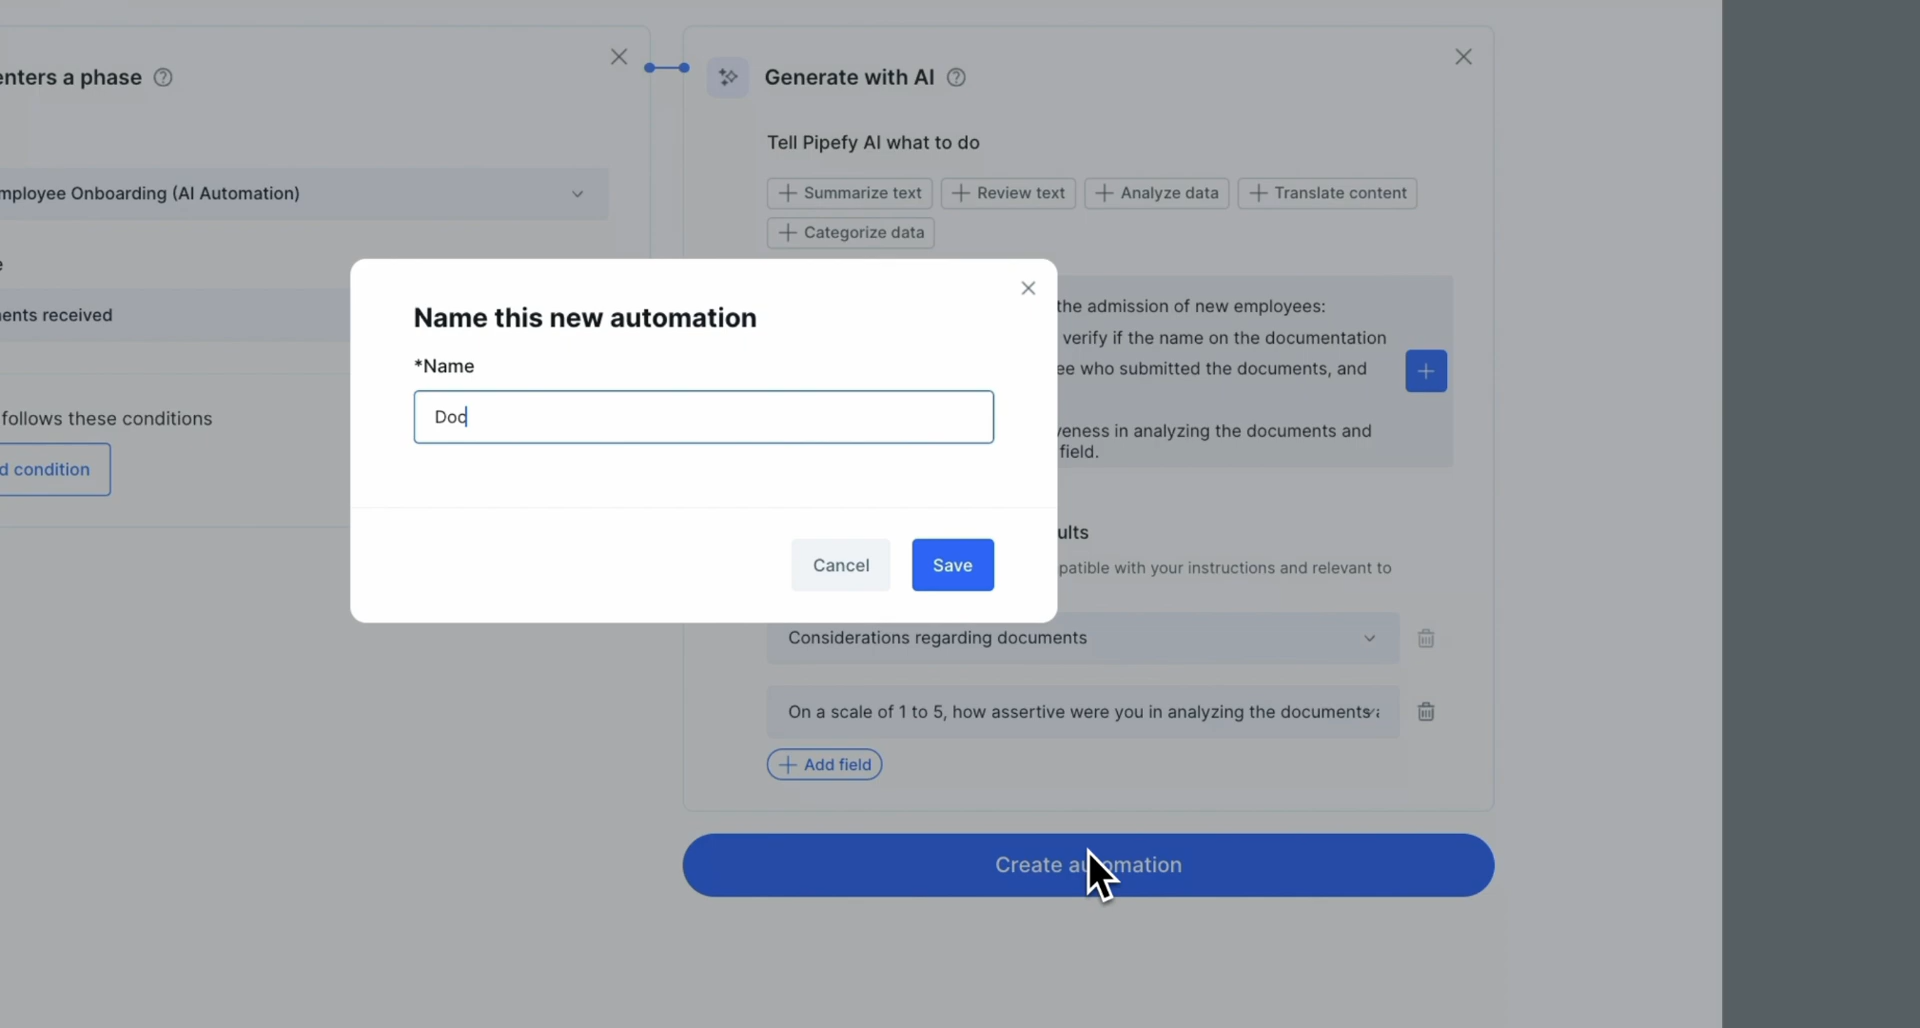 enters a phase
mployee Onboarding (AI Automation)
e
ents received
follows these conditions
d condition
Generate with AI
Tell Pipefy AI what to do
Summarize text
Review text
Analyze data
Translate content
Categorize data
the admission of new employees:
verify if the name on the documentation
ee who submitted the documents, and
veness in analyzing the documents and
field.
ults
patible with your instructions and relevant to
Considerations regarding documents
On a scale of 1 to 5, how assertive were you in analyzing the documents
Add field
Create automation
Name this new automation
*Name
Doc
Cancel
Save